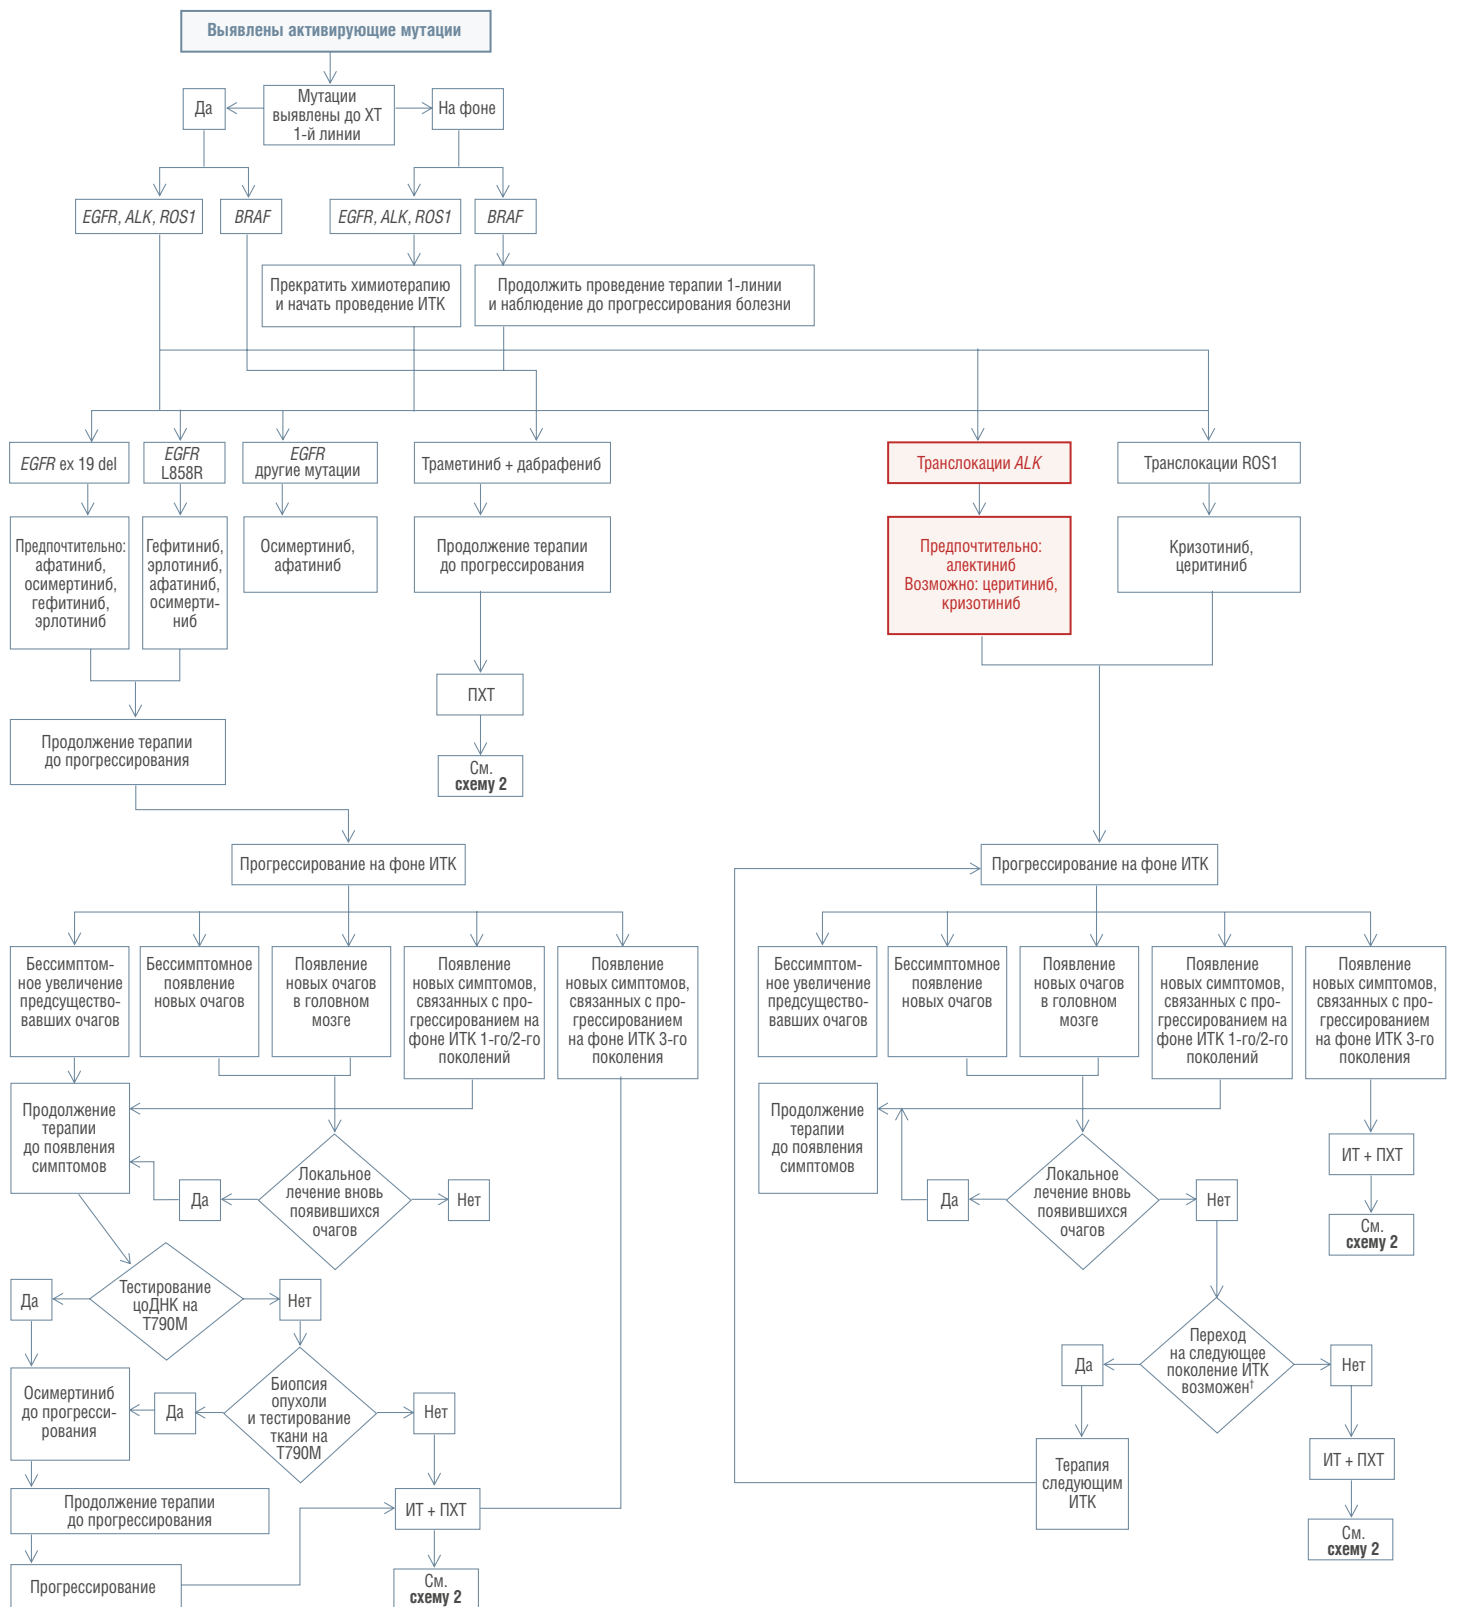 Выявлены активирующие мутации
Да
Мутации
выявлены до ХТ
1-й линии
На фоне
EGFR, ALK, ROS1
BRAF
EGFR, ALK, ROS1
BRAF
Прекратить химиотерапию
и начать проведение ИТК
Продолжить проведение терапии 1-линии
и наблюдение до прогрессирования болезни
EGFR ex 19 del
EGFR
L858R
EGFR
другие мутации
Траметиниб + дабрафениб
Транслокации ALK
Транслокации ROS1
Предпочтительно:
афатиниб,
осимертиниб,
гефитиниб,
эрлотиниб
Гефитиниб,
эрлотиниб,
афатиниб,
осимерти-
ниб
Осимертиниб,
афатиниб
Продолжение терапии
до прогрессирования
Предпочтительно:
алектиниб
Возможно: церитиниб,
кризотиниб
Кризотиниб,
церитиниб
ПХТ
Продолжение терапии
до прогрессирования
См.
схему 2
Прогрессирование на фоне ИТК
Прогрессирование на фоне ИТК
Бессимптом-
ное увеличение
предсущество-
вавших очагов
Бессимптомное
появление
новых очагов
Появление
новых очагов
в головном
мозге
Появление
новых симптомов,
связанных с про-
грессированием на
фоне ИТК 1-го/2-го
поколений
Появление
новых симптомов,
связанных с про-
грессированием
на фоне ИТК 3-го
поколения
Бессимптом-
ное увеличение
предсущество-
вавших очагов
Бессимптомное
появление
новых очагов
Появление
новых очагов
в головном
мозге
Появление
новых симптомов,
связанных с про-
грессированием на
фоне ИТК 1-го/2-го
поколений
Появление
новых симптомов,
связанных с про-
грессированием
на фоне ИТК 3-го
поколения
Продолжение
терапии
до появления
симптомов
Да
Локальное
лечение вновь
появившихся
очагов
Нет
Продолжение
терапии
до появления
симптомов
Да
Локальное
лечение вновь
появившихся
очагов
Нет
ИТ + ПХТ
См.
схему 2
Да
Тестирование
цоДНК на
T790M
Нет
Да
Переход
на следующее
поколение ИТК
возможен†
Нет
Осимертиниб
до прогресси-
рования
Да
Биопсия
опухоли
и тестирование
ткани на
T790M
Нет
Терапия
следующим
ИТК
ИТ + ПХТ
Продолжение терапии
до прогрессирования
ИТ + ПХТ
См.
схему 2
Прогрессирование
См.
схему 2